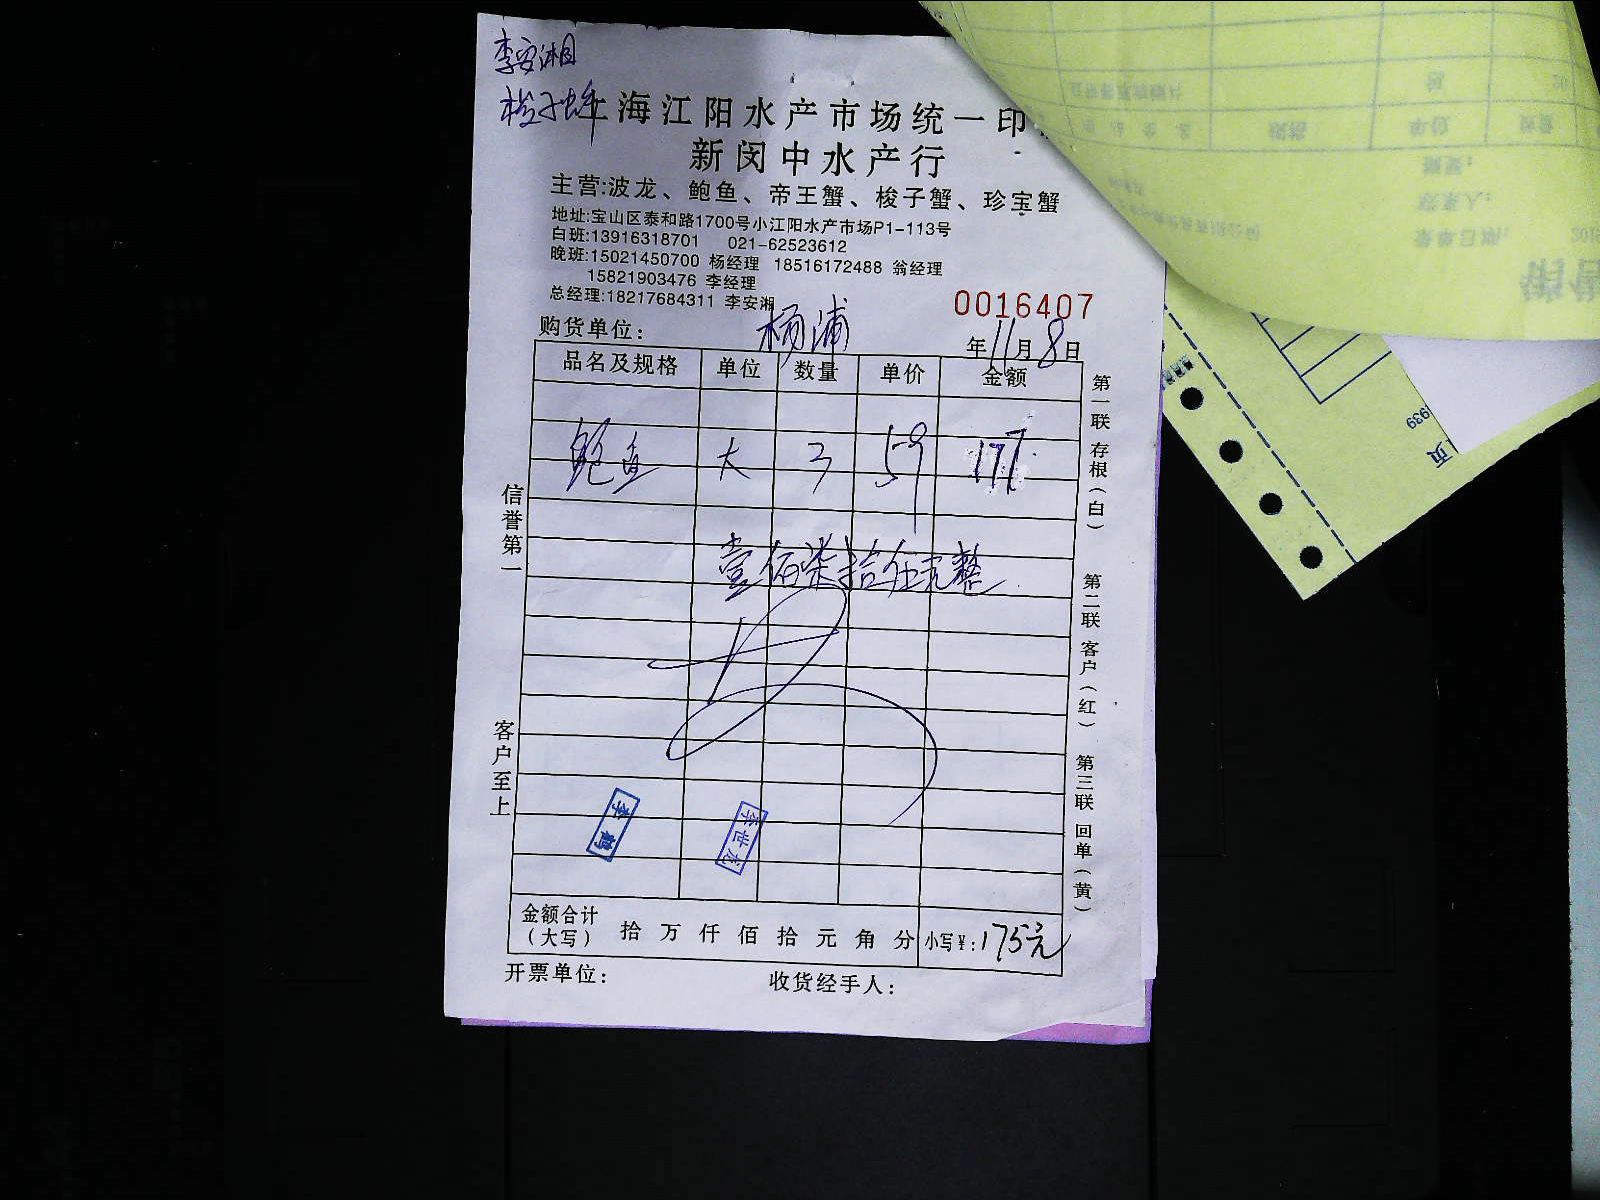 李安湘
上海江阳水产市场统一印
新闵中水产行
主营:波龙、鲍鱼、帝王蟹、梭子蟹、珍宝蟹
地址:宝山区泰和路1700号小江阳水产市场P1-113号
白班:13916318701 021-62523612
晚班:15021450700 杨经理 18516172488 翁经理
15821903476 李经理
总经理:18217684311 李安湘
0016407
购货单位: 杨浦 年11月8日
品名及规格 单位 数量 单价 金额
鲍鱼 大 3 59 177
壹佰柒拾伍元整
信誉第一
客户至上
第一联 存根(白)
第二联 客户(红)
第三联 回单(黄)
李鹤
李世龙
金额合计(大写) 拾 万 仟 佰 拾 元 角 分 小写¥:175元
开票单位: 收货经手人:
1939
页